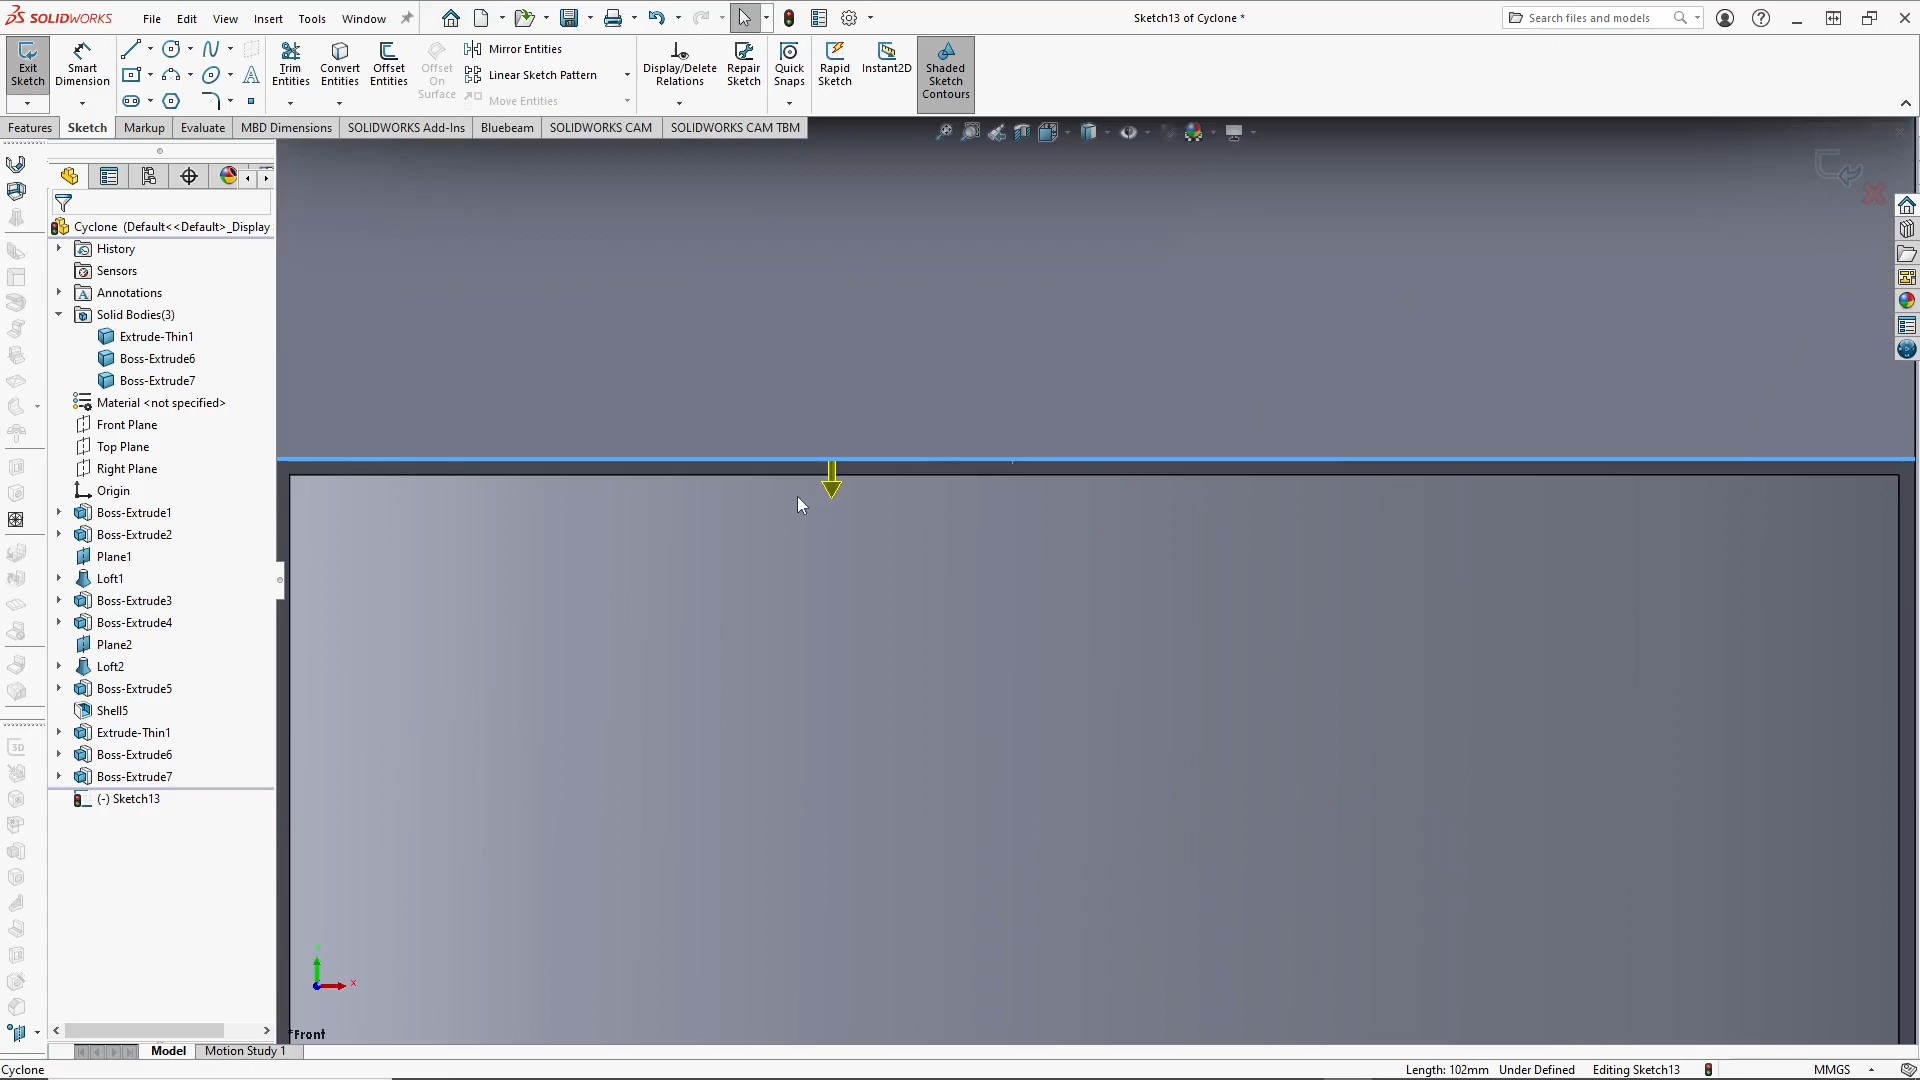 SOLIDWORKS
File
Edit
View
Insert
Tools
Window
Sketch13 of Cyclone *
Search files and models
Exit Sketch
Smart Dimension
Trim Entities
Convert Entities
Offset Entities
Offset On Surface
Mirror Entities
Linear Sketch Pattern
Move Entities
Display/Delete Relations
Repair Sketch
Quick Snaps
Rapid Sketch
Instant2D
Shaded Sketch Contours
Features
Sketch
Markup
Evaluate
MBD Dimensions
SOLIDWORKS Add-Ins
Bluebeam
SOLIDWORKS CAM
SOLIDWORKS CAM TBM
Cyclone (Default<<Default>_Display
History
Sensors
Annotations
Solid Bodies(3)
Extrude-Thin1
Boss-Extrude6
Boss-Extrude7
Material <not specified>
Front Plane
Top Plane
Right Plane
Origin
Boss-Extrude1
Boss-Extrude2
Plane1
Loft1
Boss-Extrude3
Boss-Extrude4
Plane2
Loft2
Boss-Extrude5
Shell5
Extrude-Thin1
Boss-Extrude6
Boss-Extrude7
(-) Sketch13
3D
x
*Front
Model
Motion Study 1
Cyclone
Length: 102mm
Under Defined
Editing Sketch13
MMGS